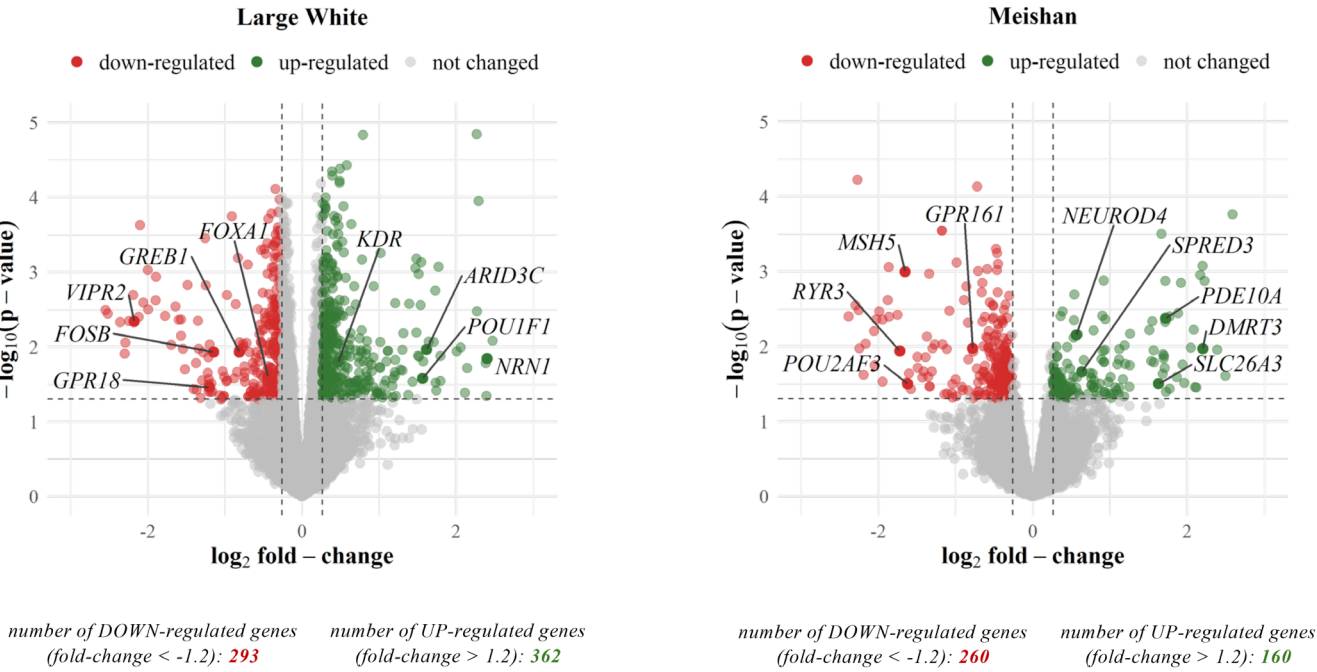 Large White
down-regulated up-regulated not changed
5
4
3
2
1
0
-2 0 2
−log10(p − value)
log2 fold − change
FOXA1
KDR
GREB1
ARID3C
VIPR2
POU1F1
FOSB
NRN1
GPR18
number of DOWN-regulated genes
(fold-change < -1.2): 293
number of UP-regulated genes
(fold-change > 1.2): 362
Meishan
down-regulated up-regulated not changed
5
4
3
2
1
0
-2 0 2
−log10(p − value)
log2 fold − change
GPR161
NEUROD4
MSH5
SPRED3
RYR3
PDE10A
DMRT3
POU2AF3
SLC26A3
number of DOWN-regulated genes
(fold-change < -1.2): 260
number of UP-regulated genes
(fold-change > 1.2): 160